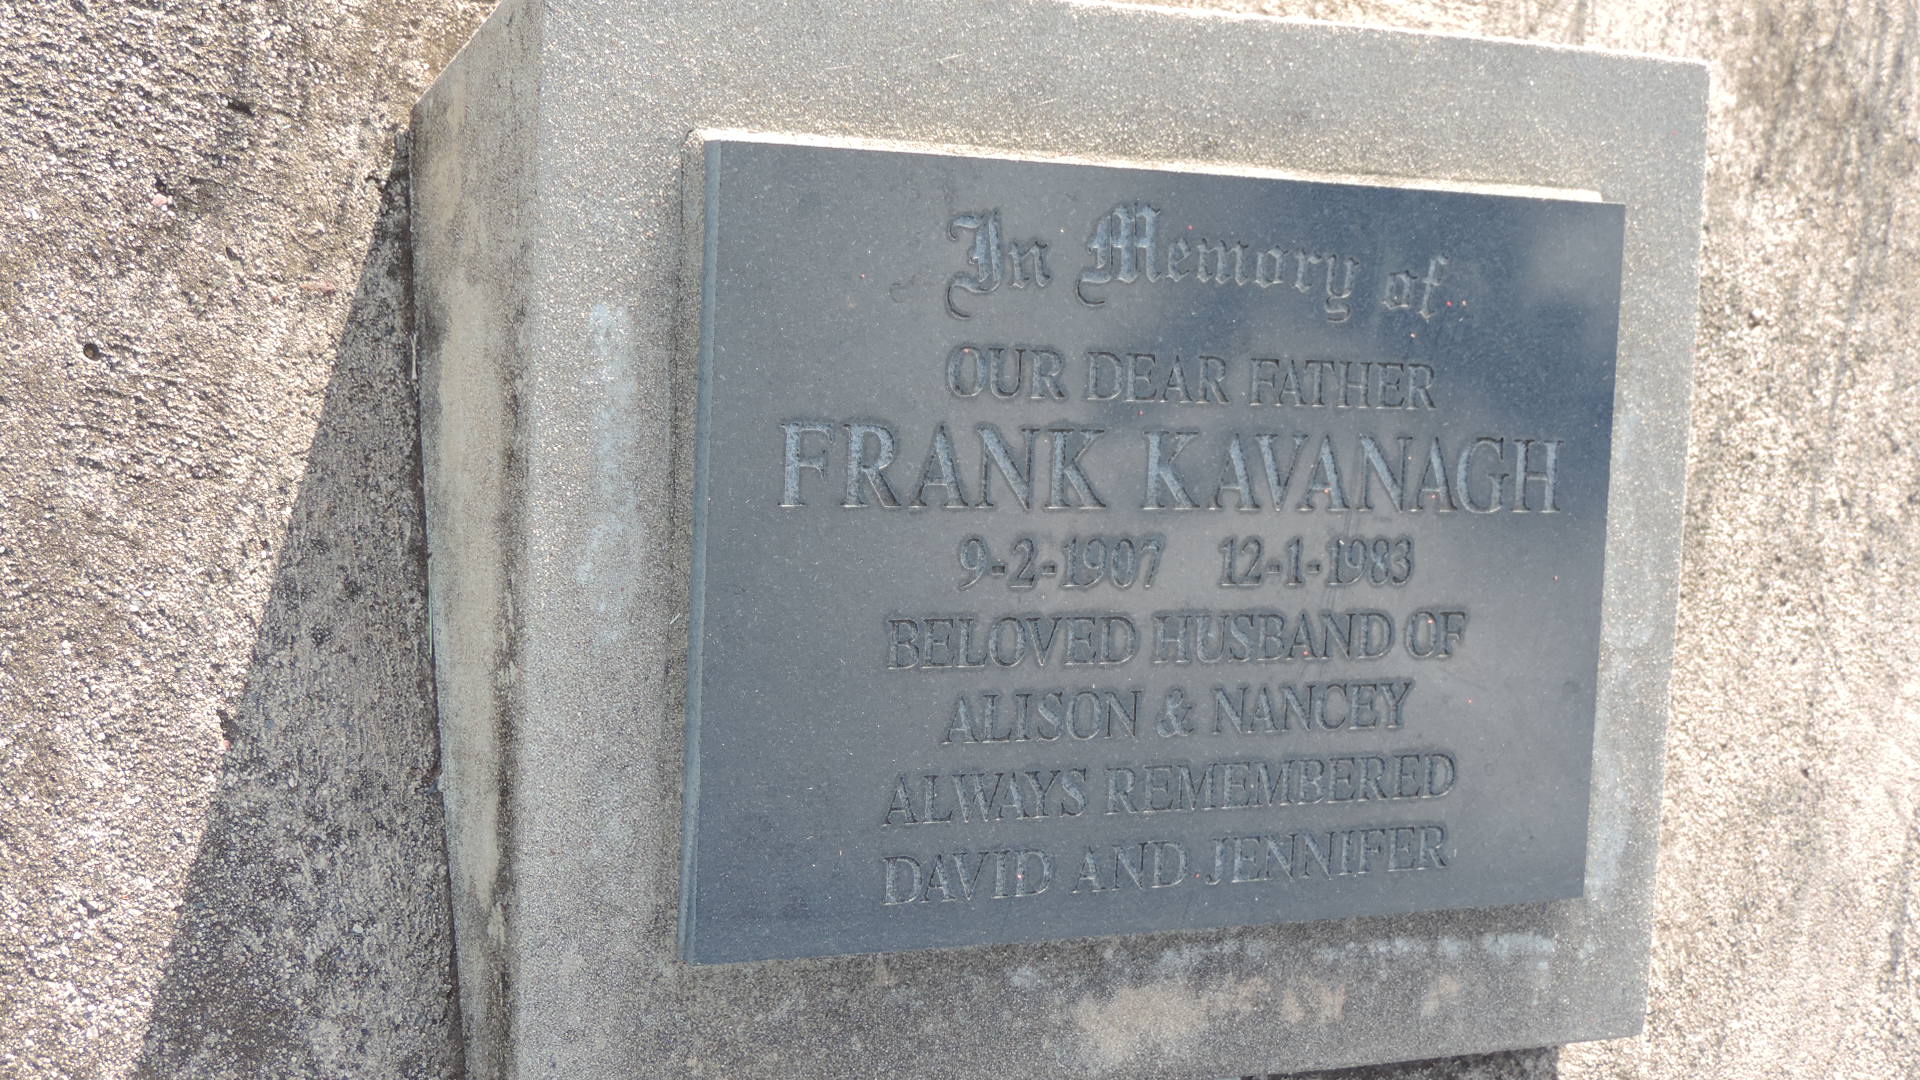 In Memory of
OUR DEAR FATHER
FRANK KAVANAGH
9-2-1907 12-1-1983
BELOVED HUSBAND OF
ALISON & NANCEY
ALWAYS REMEMBERED
DAVID AND JENNIFER